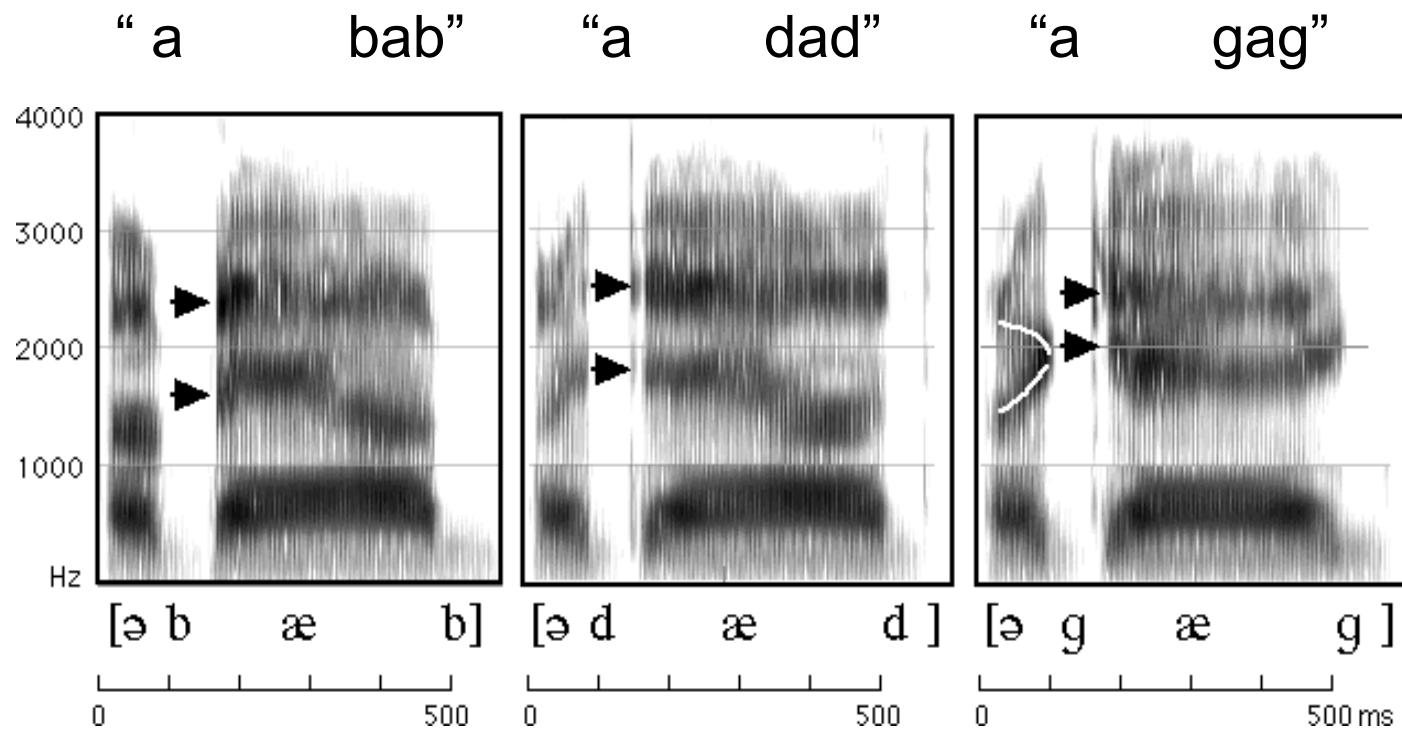 “ a bab” “a dad” “a gag”
4000
3000
2000
1000
Hz
[ə b æ b] [ə d æ d ] [ə g æ g ]
0 500 0 500 0 500 ms